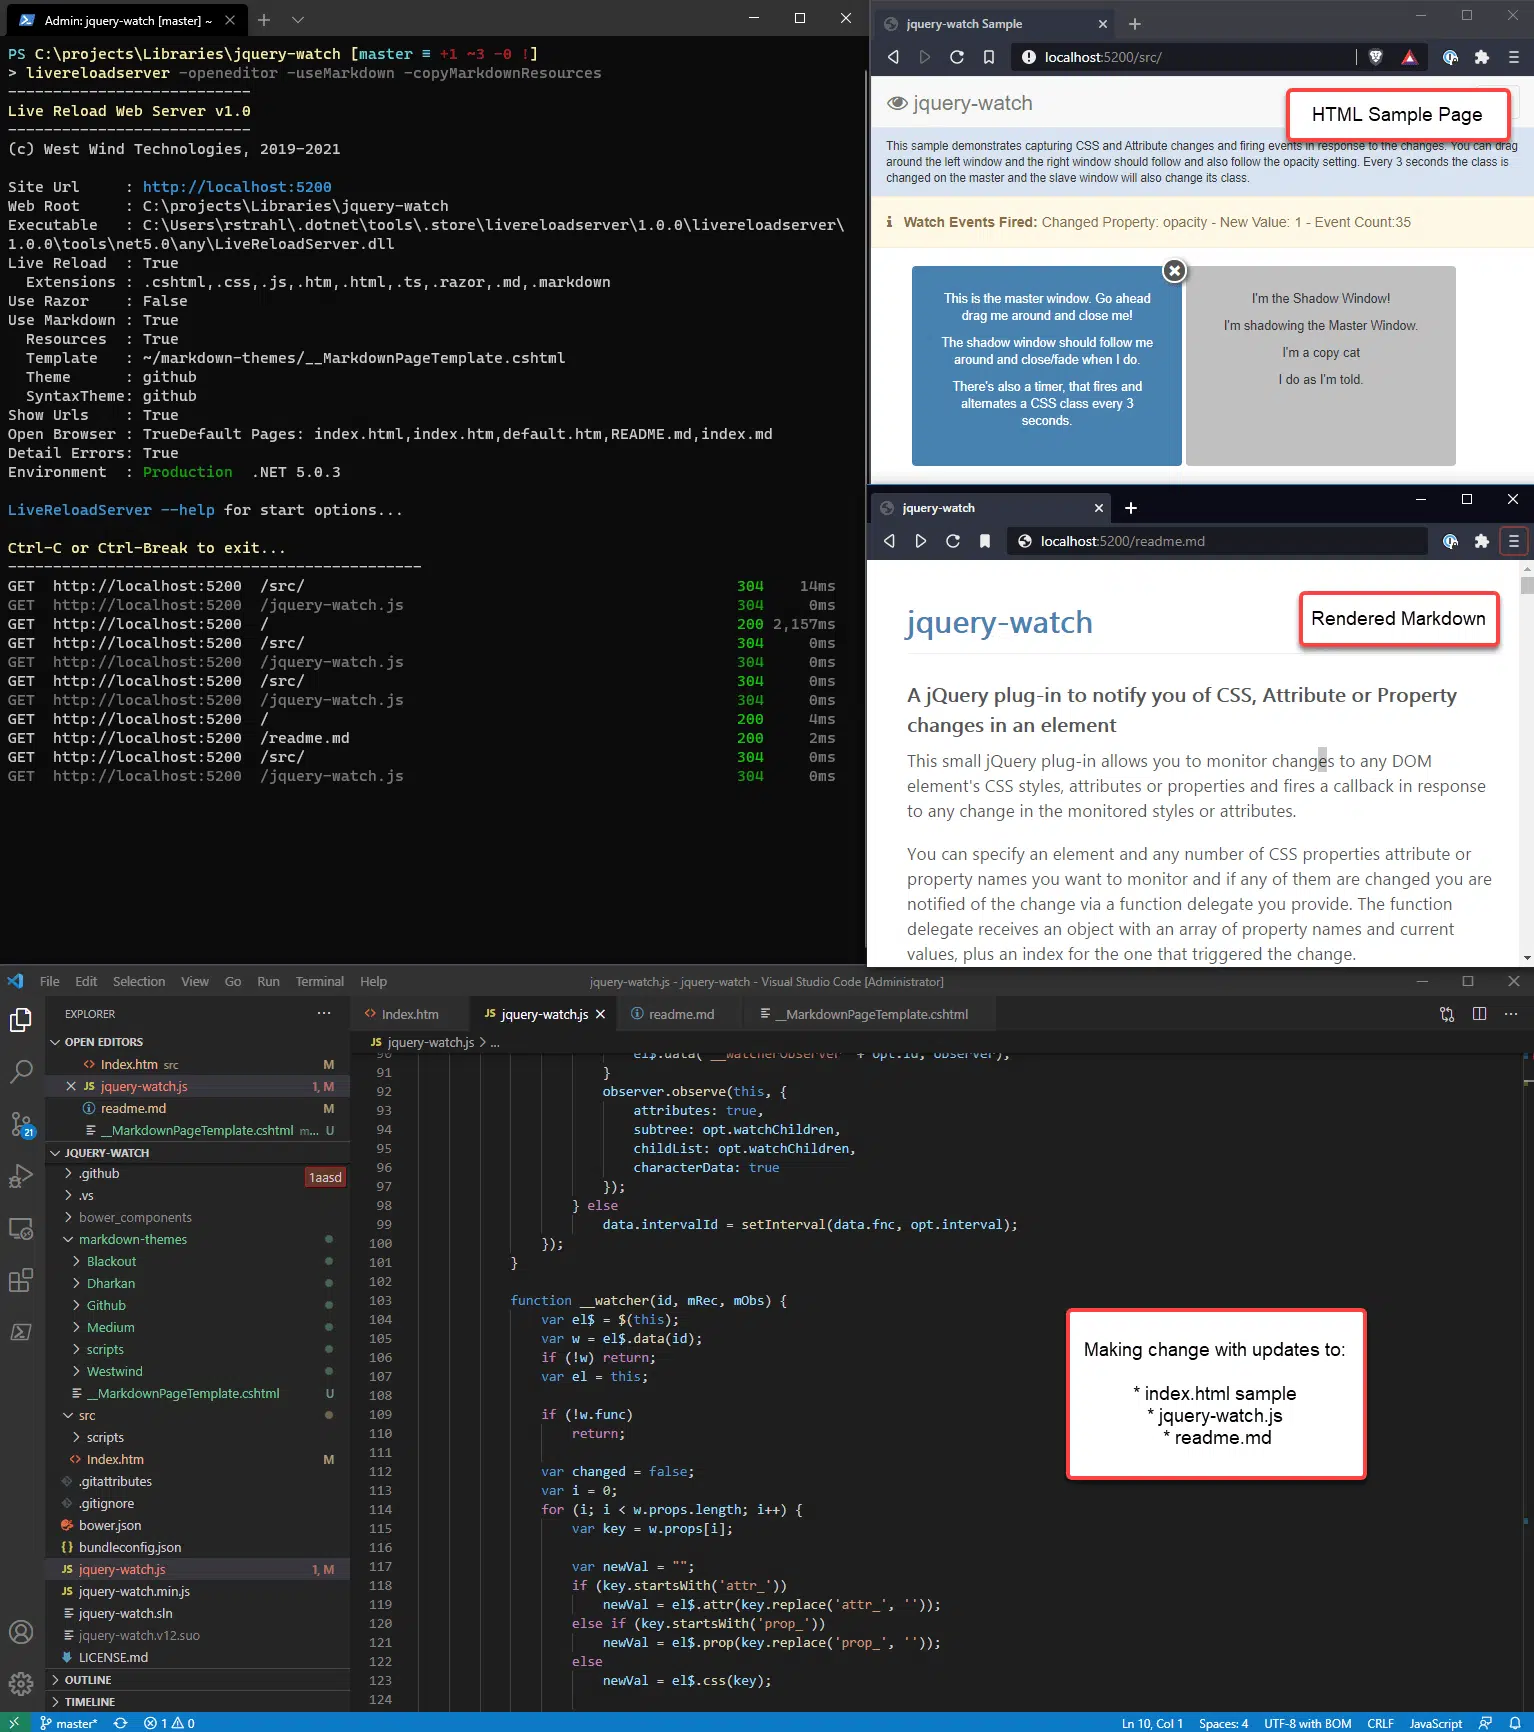 Admin: jquery-watch [master] ~
PS C:\projects\Libraries\jquery-watch [master ≡ +1 ~3 -0 !]
> livereloadserver -openeditor -useMarkdown -copyMarkdownResources
---------------------------
Live Reload Web Server v1.0
---------------------------
(c) West Wind Technologies, 2019-2021
Site Url     : http://localhost:5200
Web Root     : C:\projects\Libraries\jquery-watch
Executable   : C:\Users\rstrahl\.dotnet\tools\.store\livereloadserver\1.0.0\livereloadserver\
1.0.0\tools\net5.0\any\LiveReloadServer.dll
Live Reload  : True
  Extensions : .cshtml,.css,.js,.htm,.html,.ts,.razor,.md,.markdown
Use Razor    : False
Use Markdown : True
  Resources  : True
  Template   : ~/markdown-themes/__MarkdownPageTemplate.cshtml
  Theme      : github
  SyntaxTheme: github
Show Urls    : True
Open Browser : TrueDefault Pages: index.html,index.htm,default.htm,README.md,index.md
Detail Errors: True
Environment  : Production  .NET 5.0.3
LiveReloadServer --help for start options...
Ctrl-C or Ctrl-Break to exit...
----------------------------------------------
GET  http://localhost:5200  /src/  304  14ms
GET  http://localhost:5200  /jquery-watch.js  304  0ms
GET  http://localhost:5200  /  200 2,157ms
GET  http://localhost:5200  /src/  304  0ms
GET  http://localhost:5200  /jquery-watch.js  304  0ms
GET  http://localhost:5200  /src/  304  0ms
GET  http://localhost:5200  /jquery-watch.js  304  0ms
GET  http://localhost:5200  /  200  4ms
GET  http://localhost:5200  /readme.md  200  2ms
GET  http://localhost:5200  /src/  304  0ms
GET  http://localhost:5200  /jquery-watch.js  304  0ms
jquery-watch Sample
localhost:5200/src/
jquery-watch
HTML Sample Page
This sample demonstrates capturing CSS and Attribute changes and firing events in response to the changes. You can drag
around the left window and the right window should follow and also follow the opacity setting. Every 3 seconds the class is
changed on the master and the slave window will also change its class.
Watch Events Fired: Changed Property: opacity - New Value: 1 - Event Count:35
This is the master window. Go ahead
drag me around and close me!
The shadow window should follow me
around and close/fade when I do.
There's also a timer, that fires and
alternates a CSS class every 3
seconds.
I'm the Shadow Window!
I'm shadowing the Master Window.
I'm a copy cat
I do as I'm told.
jquery-watch
localhost:5200/readme.md
jquery-watch
Rendered Markdown
A jQuery plug-in to notify you of CSS, Attribute or Property
changes in an element
This small jQuery plug-in allows you to monitor changes to any DOM
element's CSS styles, attributes or properties and fires a callback in response
to any change in the monitored styles or attributes.
You can specify an element and any number of CSS properties attribute or
property names you want to monitor and if any of them are changed you are
notified of the change via a function delegate you provide. The function
delegate receives an object with an array of property names and current
values, plus an index for the one that triggered the change.
File Edit Selection View Go Run Terminal Help
jquery-watch.js - jquery-watch - Visual Studio Code [Administrator]
EXPLORER
OPEN EDITORS
Index.htm src M
jquery-watch.js 1, M
readme.md M
__MarkdownPageTemplate.cshtml m... U
21
JQUERY-WATCH
.github
1aasd
.vs
bower_components
markdown-themes
Blackout
Dharkan
Github
Medium
scripts
Westwind
__MarkdownPageTemplate.cshtml U
src
scripts
Index.htm M
.gitattributes
.gitignore
bower.json
bundleconfig.json
jquery-watch.js 1, M
jquery-watch.min.js
jquery-watch.sln
jquery-watch.v12.suo
LICENSE.md
OUTLINE
TIMELINE
Index.htm
JS jquery-watch.js
readme.md
__MarkdownPageTemplate.cshtml
JS jquery-watch.js > ...
90 el$.data("__watcherObserver" + opt.id, observer);
91 }
92 observer.observe(this, {
93 attributes: true,
94 subtree: opt.watchChildren,
95 childList: opt.watchChildren,
96 characterData: true
97 });
98 } else
99 data.intervalId = setInterval(data.fnc, opt.interval);
100 });
101 }
102
103 function __watcher(id, mRec, mObs) {
104 var el$ = $(this);
105 var w = el$.data(id);
106 if (!w) return;
107 var el = this;
108
109 if (!w.func)
110 return;
111
112 var changed = false;
113 var i = 0;
114 for (i; i < w.props.length; i++) {
115 var key = w.props[i];
116
117 var newVal = "";
118 if (key.startsWith('attr_'))
119 newVal = el$.attr(key.replace('attr_', ''));
120 else if (key.startsWith('prop_'))
121 newVal = el$.prop(key.replace('prop_', ''));
122 else
123 newVal = el$.css(key);
124
Making change with updates to:
* index.html sample
* jquery-watch.js
* readme.md
master* 1 0
Ln 10, Col 1 Spaces: 4 UTF-8 with BOM CRLF JavaScript